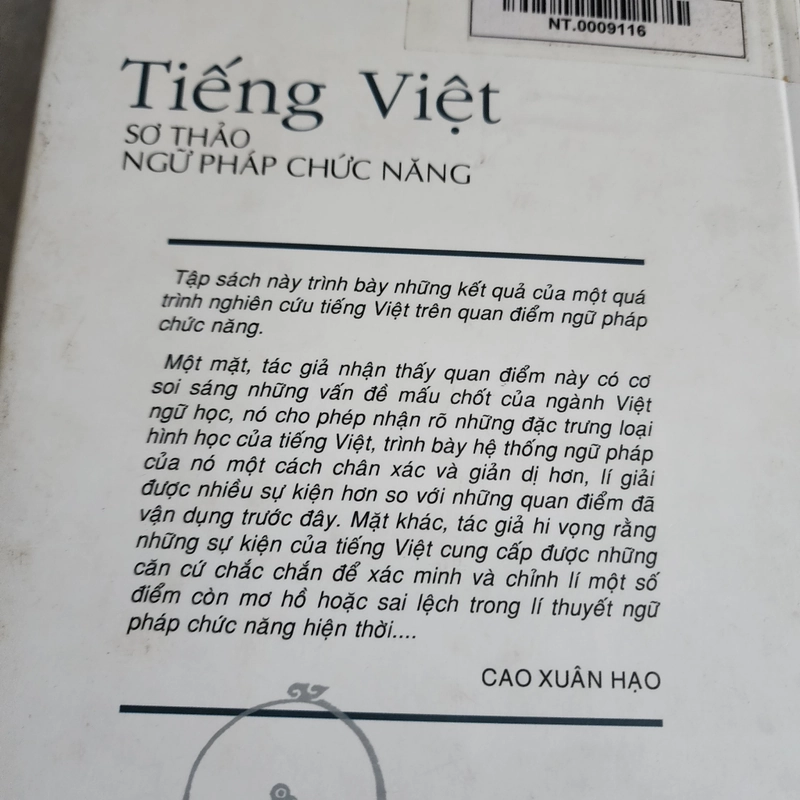 NT.0009116
Tiếng Việt
SƠ THẢO
NGỮ PHÁP CHỨC NĂNG
Tập sách này trình bày những kết quả của một quá
trình nghiên cứu tiếng Việt trên quan điểm ngữ pháp
chức năng.
Một mặt, tác giả nhận thấy quan điểm này có cơ
soi sáng những vấn đề mấu chốt của ngành Việt
ngữ học, nó cho phép nhận rõ những đặc trưng loại
hình học của tiếng Việt, trình bày hệ thống ngữ pháp
của nó một cách chân xác và giản dị hơn, lí giải
được nhiều sự kiện hơn so với những quan điểm đã
vận dụng trước đây. Mặt khác, tác giả hi vọng rằng
những sự kiện của tiếng Việt cung cấp được những
căn cứ chắc chắn để xác minh và chỉnh lí một số
điểm còn mơ hồ hoặc sai lệch trong lí thuyết ngữ
pháp chức năng hiện thời....
CAO XUÂN HẠO